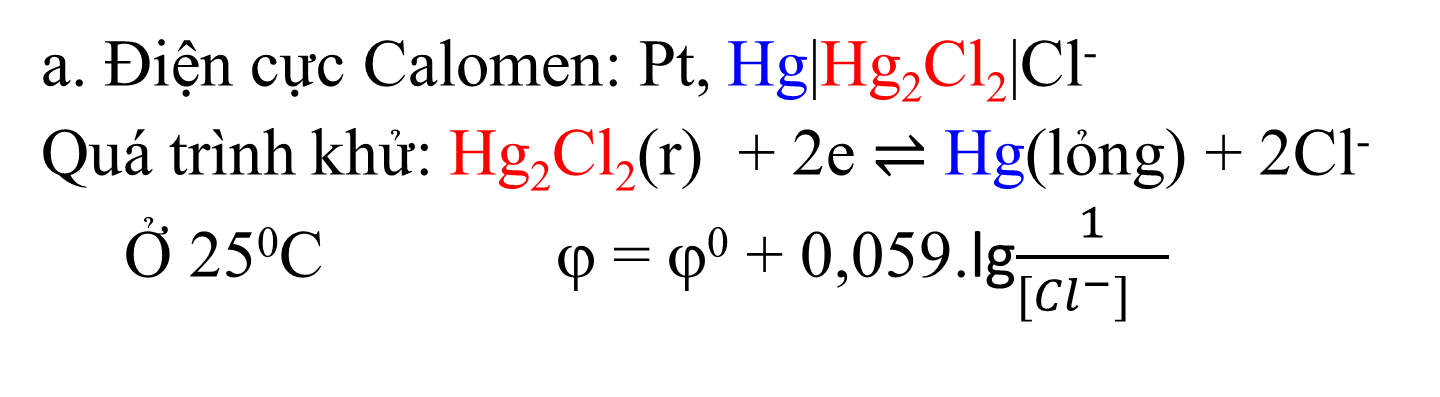 a. Điện cực Calomen: Pt, Hg|Hg₂Cl₂|Cl⁻
Quá trình khử: Hg₂Cl₂(r) + 2e ⇌ Hg(lỏng) + 2Cl⁻
Ở 25⁰C φ = φ⁰ + 0,059.lg 1/[Cl⁻]